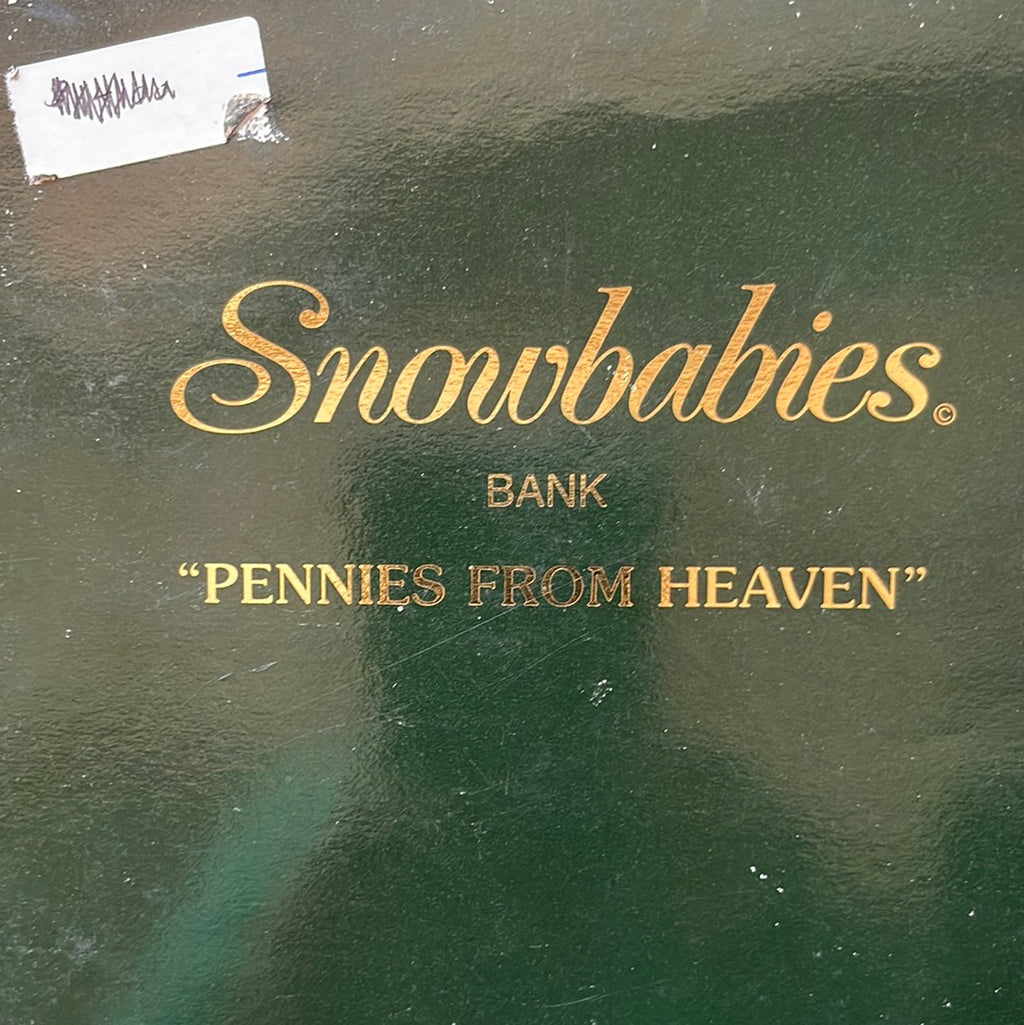 Snowbabies©
BANK
“PENNIES FROM HEAVEN”